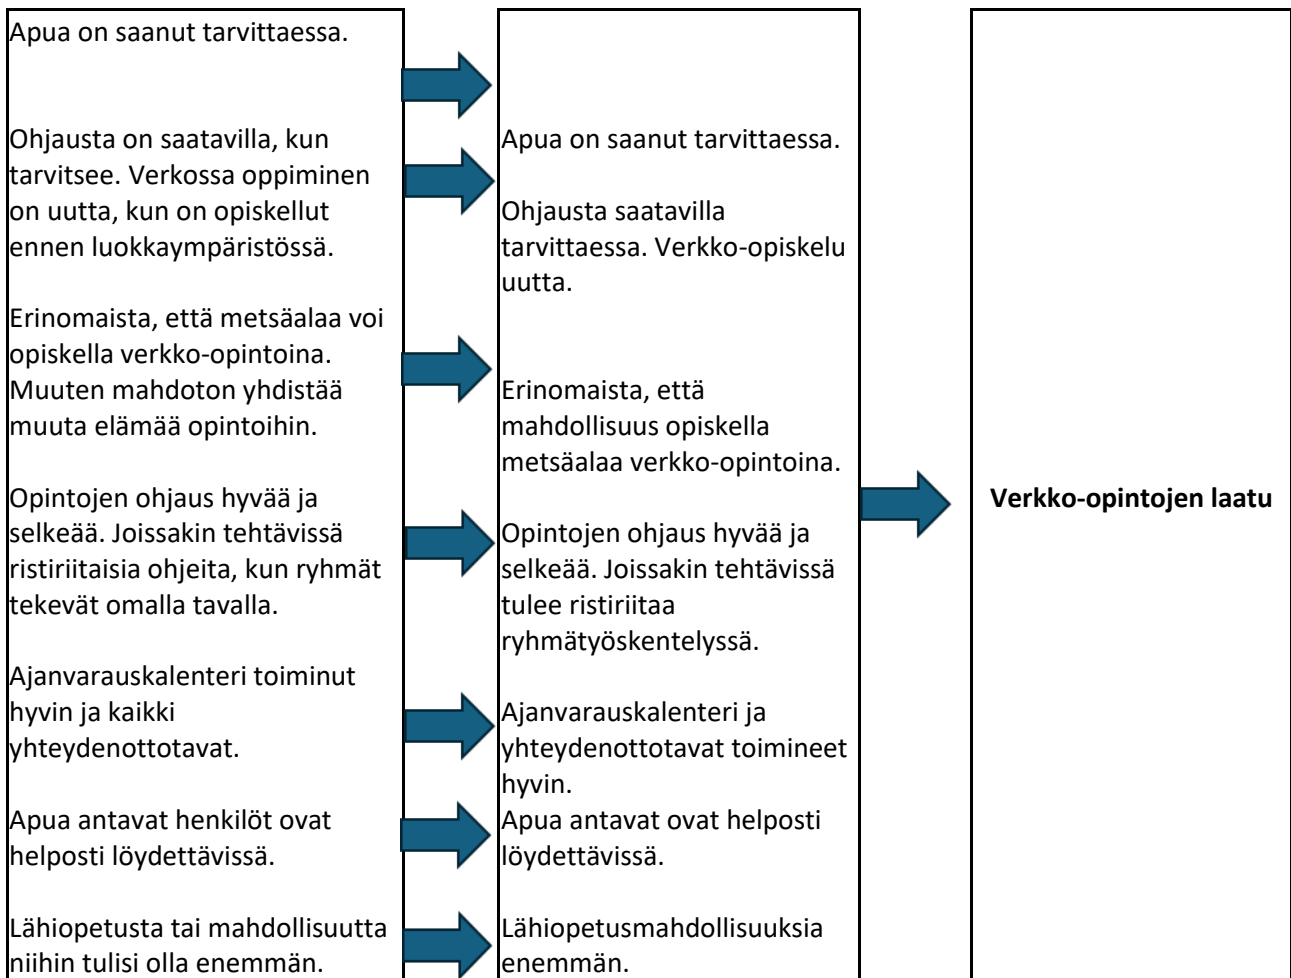 Apua on saanut tarvittaessa.
Ohjausta on saatavilla, kun
tarvitsee. Verkossa oppiminen
on uutta, kun on opiskellut
ennen luokkaympäristössä.
Erinomaista, että metsäalaa voi
opiskella verkko-opintoina.
Muuten mahdoton yhdistää
muuta elämää opintoihin.
Opintojen ohjaus hyvää ja
selkeää. Joissakin tehtävissä
ristiriitaisia ohjeita, kun ryhmät
tekevät omalla tavalla.
Ajanvarauskalenteri toiminut
hyvin ja kaikki
yhteydenottotavat.
Apua antavat henkilöt ovat
helposti löydettävissä.
Lähiopetusta tai mahdollisuutta
niihin tulisi olla enemmän.
Apua on saanut tarvittaessa.
Ohjausta saatavilla
tarvittaessa. Verkko-opiskelu
uutta.
Erinomaista, että
mahdollisuus opiskella
metsäalaa verkko-opintoina.
Opintojen ohjaus hyvää ja
selkeää. Joissakin tehtävissä
tulee ristiriitaa
ryhmätyöskentelyssä.
Ajanvarauskalenteri ja
yhteydenottotavat toimineet
hyvin.
Apua antavat ovat helposti
löydettävissä.
Lähiopetusmahdollisuuksia
enemmän.
Verkko-opintojen laatu